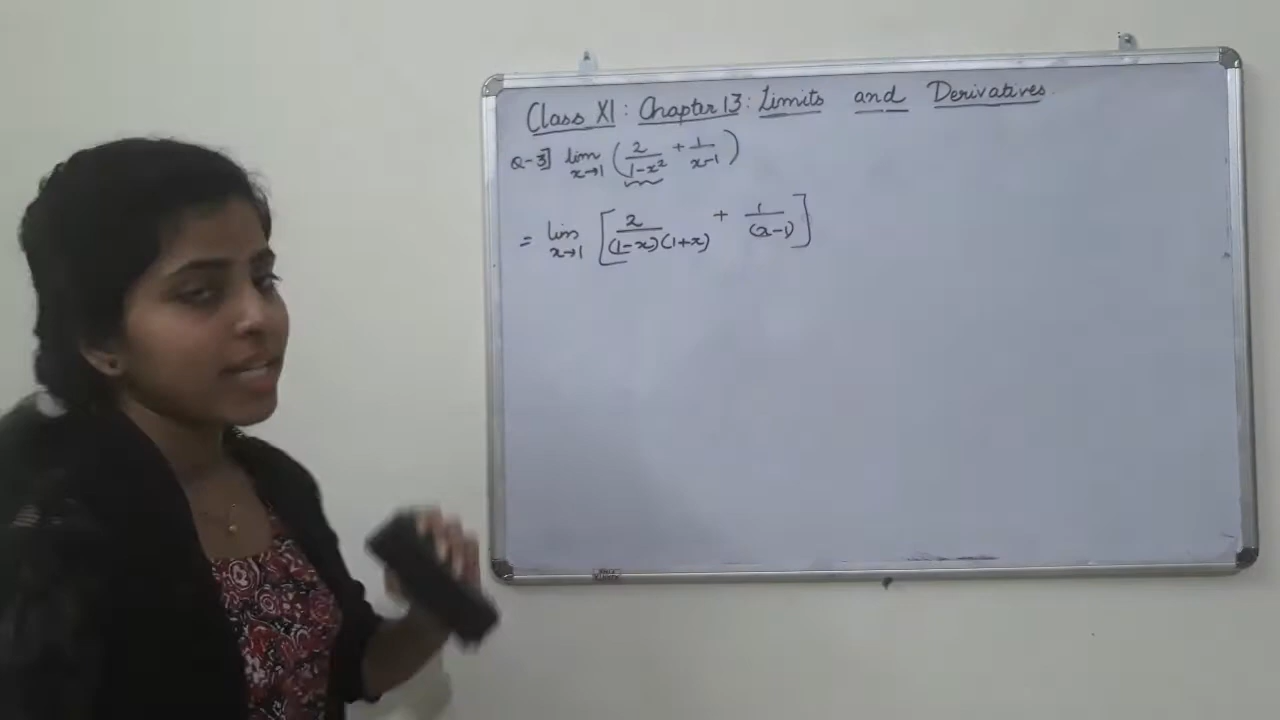 Class XI : Chapter 13 : Limits and Derivatives.
Q-3] lim x→1 (2/(1-x²) + 1/(x-1))
= lim x→1 [2/((1-x)(1+x)) + 1/((x-1))]